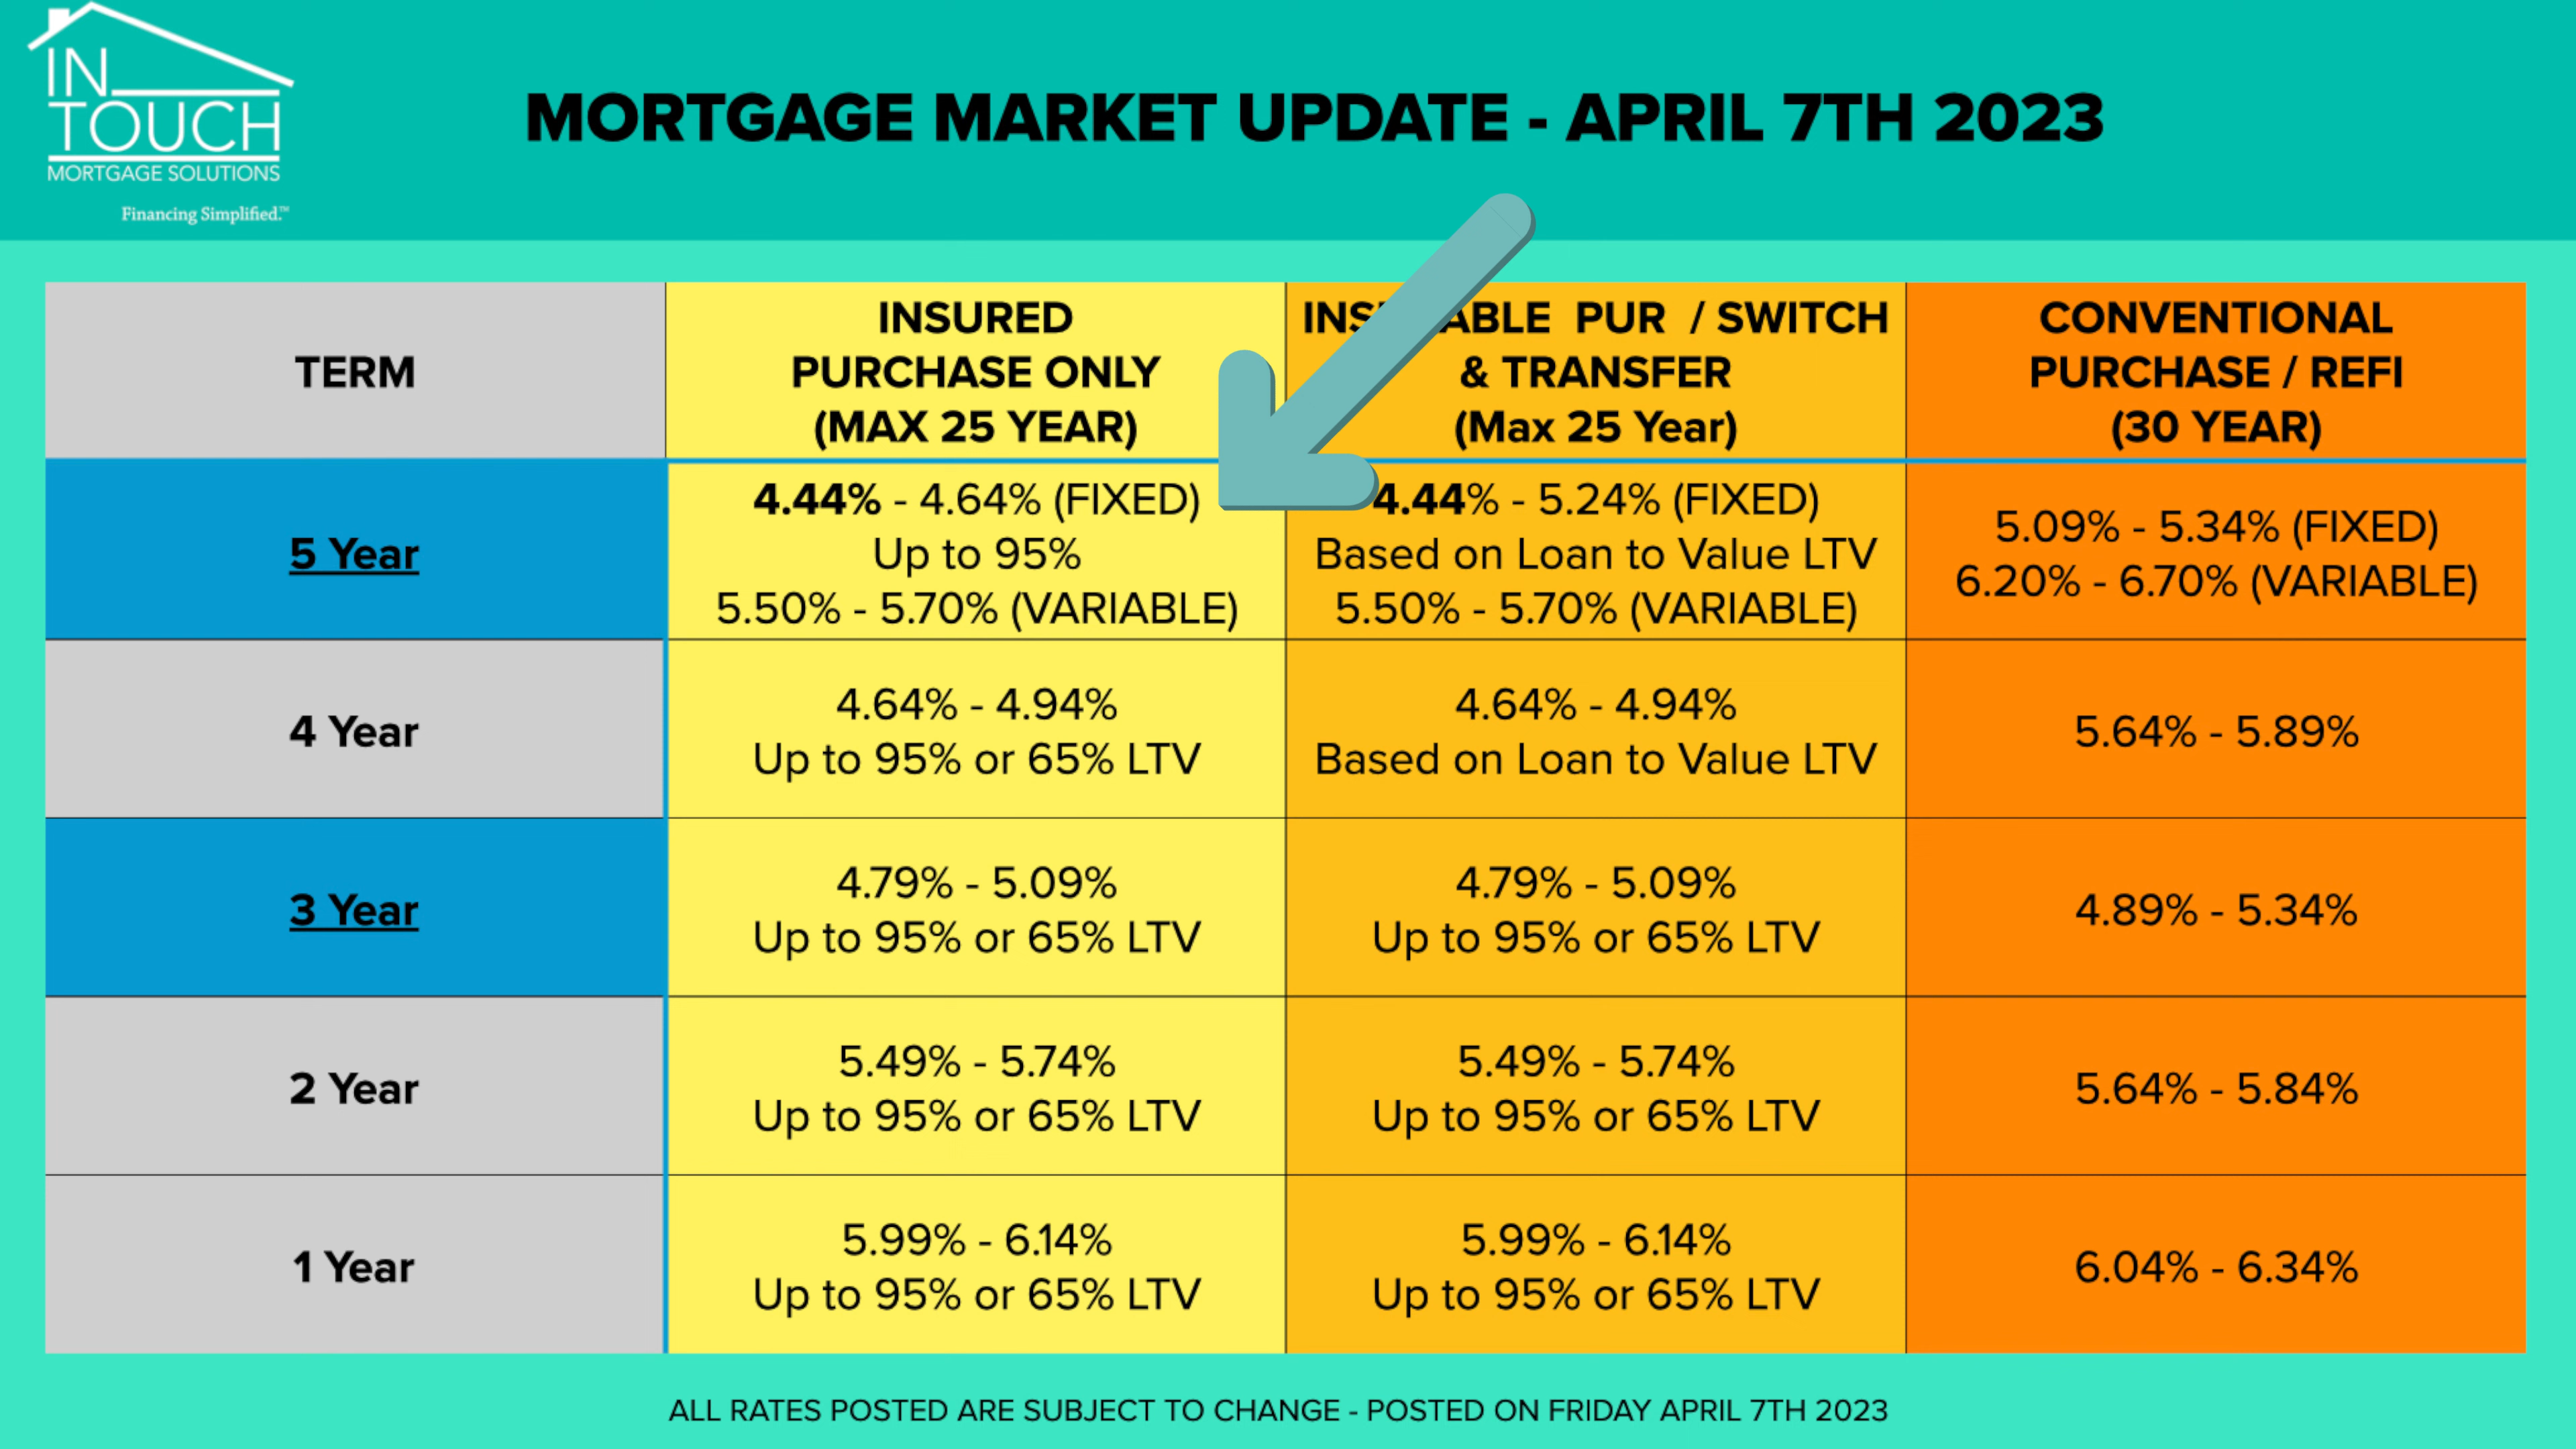 IN
TOUCH
MORTGAGE SOLUTIONS
Financing Simplified.™
MORTGAGE MARKET UPDATE - APRIL 7TH 2023
TERM
INSURED
PURCHASE ONLY
(MAX 25 YEAR)
PUR / SWITCH
& TRANSFER
(Max 25 Year)
CONVENTIONAL
PURCHASE / REFI
(30 YEAR)
5 Year
4.44% - 4.64% (FIXED)
Up to 95%
5.50% - 5.70% (VARIABLE)
4.44% - 5.24% (FIXED)
Based on Loan to Value LTV
5.50% - 5.70% (VARIABLE)
5.09% - 5.34% (FIXED)
6.20% - 6.70% (VARIABLE)
4 Year
4.64% - 4.94%
Up to 95% or 65% LTV
4.64% - 4.94%
Based on Loan to Value LTV
5.64% - 5.89%
3 Year
4.79% - 5.09%
Up to 95% or 65% LTV
4.79% - 5.09%
Up to 95% or 65% LTV
4.89% - 5.34%
2 Year
5.49% - 5.74%
Up to 95% or 65% LTV
5.49% - 5.74%
Up to 95% or 65% LTV
5.64% - 5.84%
1 Year
5.99% - 6.14%
Up to 95% or 65% LTV
5.99% - 6.14%
Up to 95% or 65% LTV
6.04% - 6.34%
ALL RATES POSTED ARE SUBJECT TO CHANGE - POSTED ON FRIDAY APRIL 7TH 2023